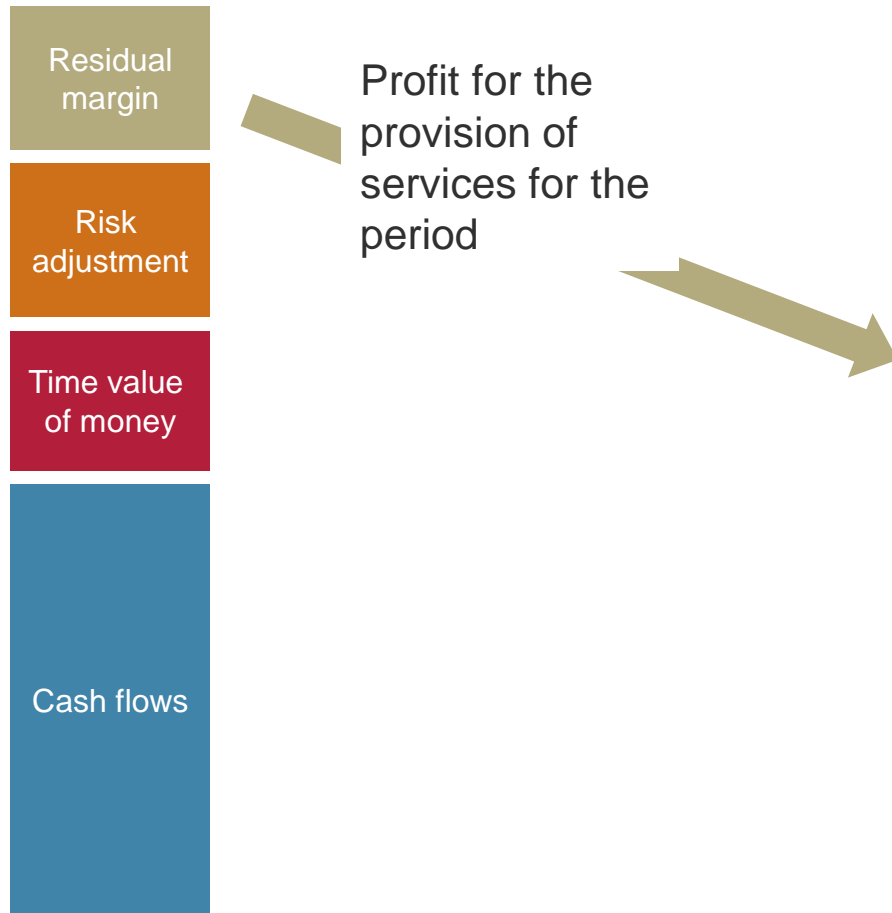 Residual
margin
Profit for the
provision of
services for the
period
Risk
adjustment
Time value
of money
Cash flows